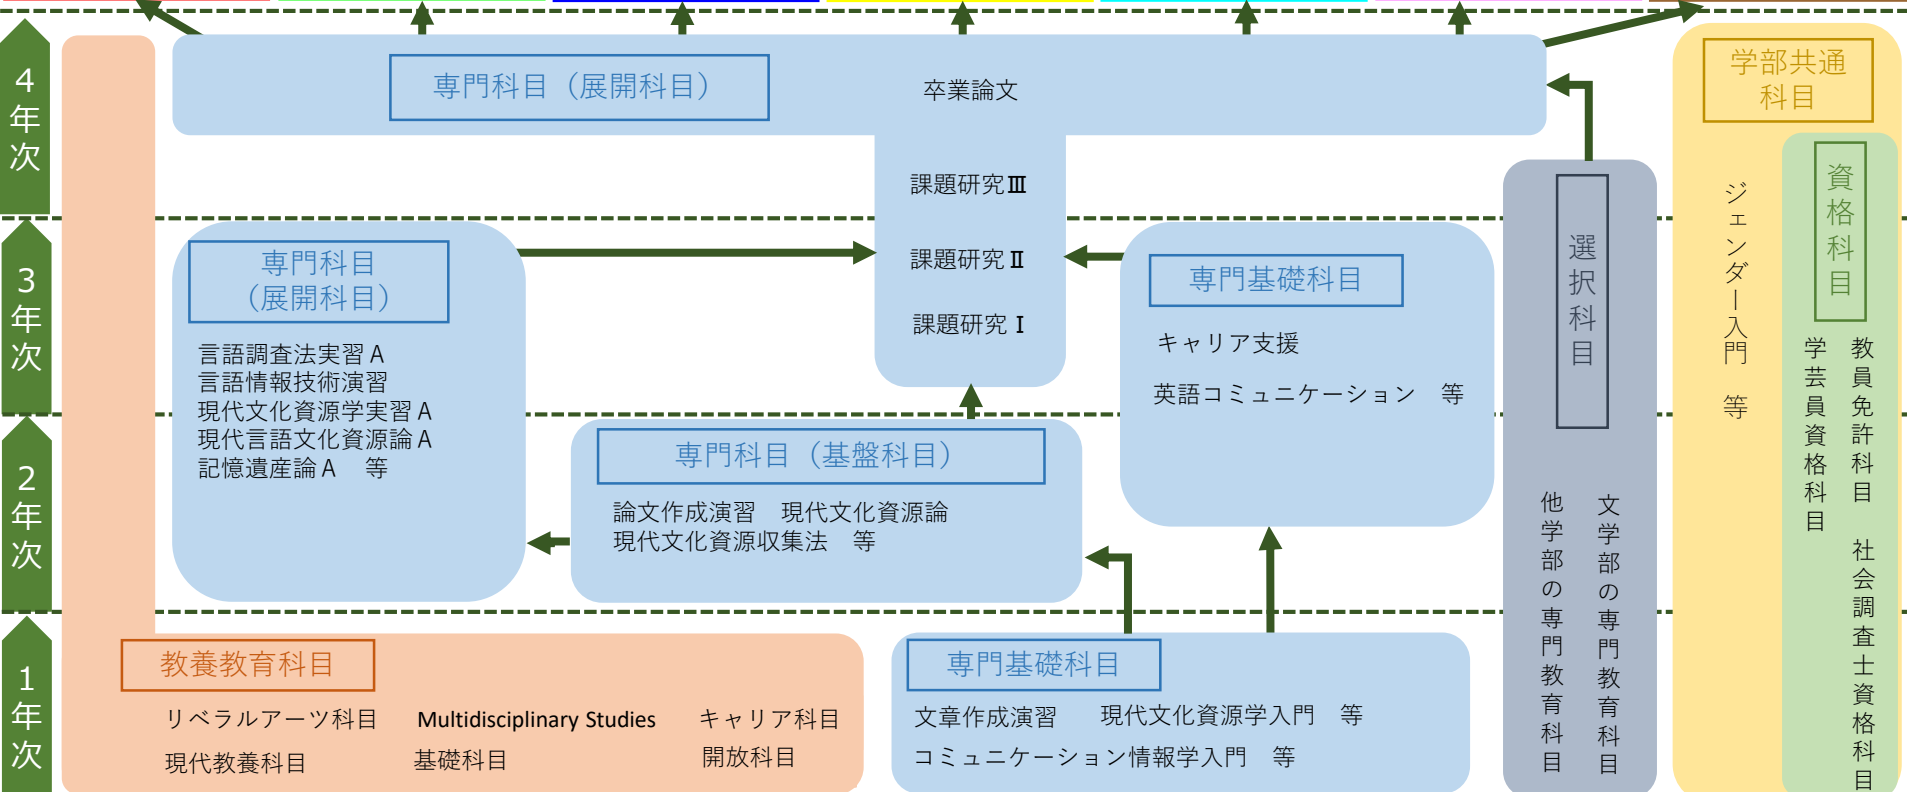 4年次
専門科目（展開科目）
卒業論文
課題研究Ⅲ
3年次
専門科目
（展開科目）
言語調査法実習A
言語情報技術演習
現代文化資源学実習A
現代言語文化資源論A
記憶遺産論A　等
課題研究Ⅱ
課題研究Ⅰ
専門基礎科目
キャリア支援
英語コミュニケーション　等
2年次
専門科目（基盤科目）
論文作成演習　現代文化資源論
現代文化資源収集法　等
1年次
教養教育科目
リベラルアーツ科目　Multidisciplinary Studies　キャリア科目
現代教養科目　基礎科目　開放科目
専門基礎科目
文章作成演習　現代文化資源学入門　等
コミュニケーション情報学入門　等
選択科目
文学部の専門教育科目
他学部の専門教育科目
学部共通
科目
ジェンダー入門　等
資格科目
教員免許科目　社会調査士資格科目
学芸員資格科目